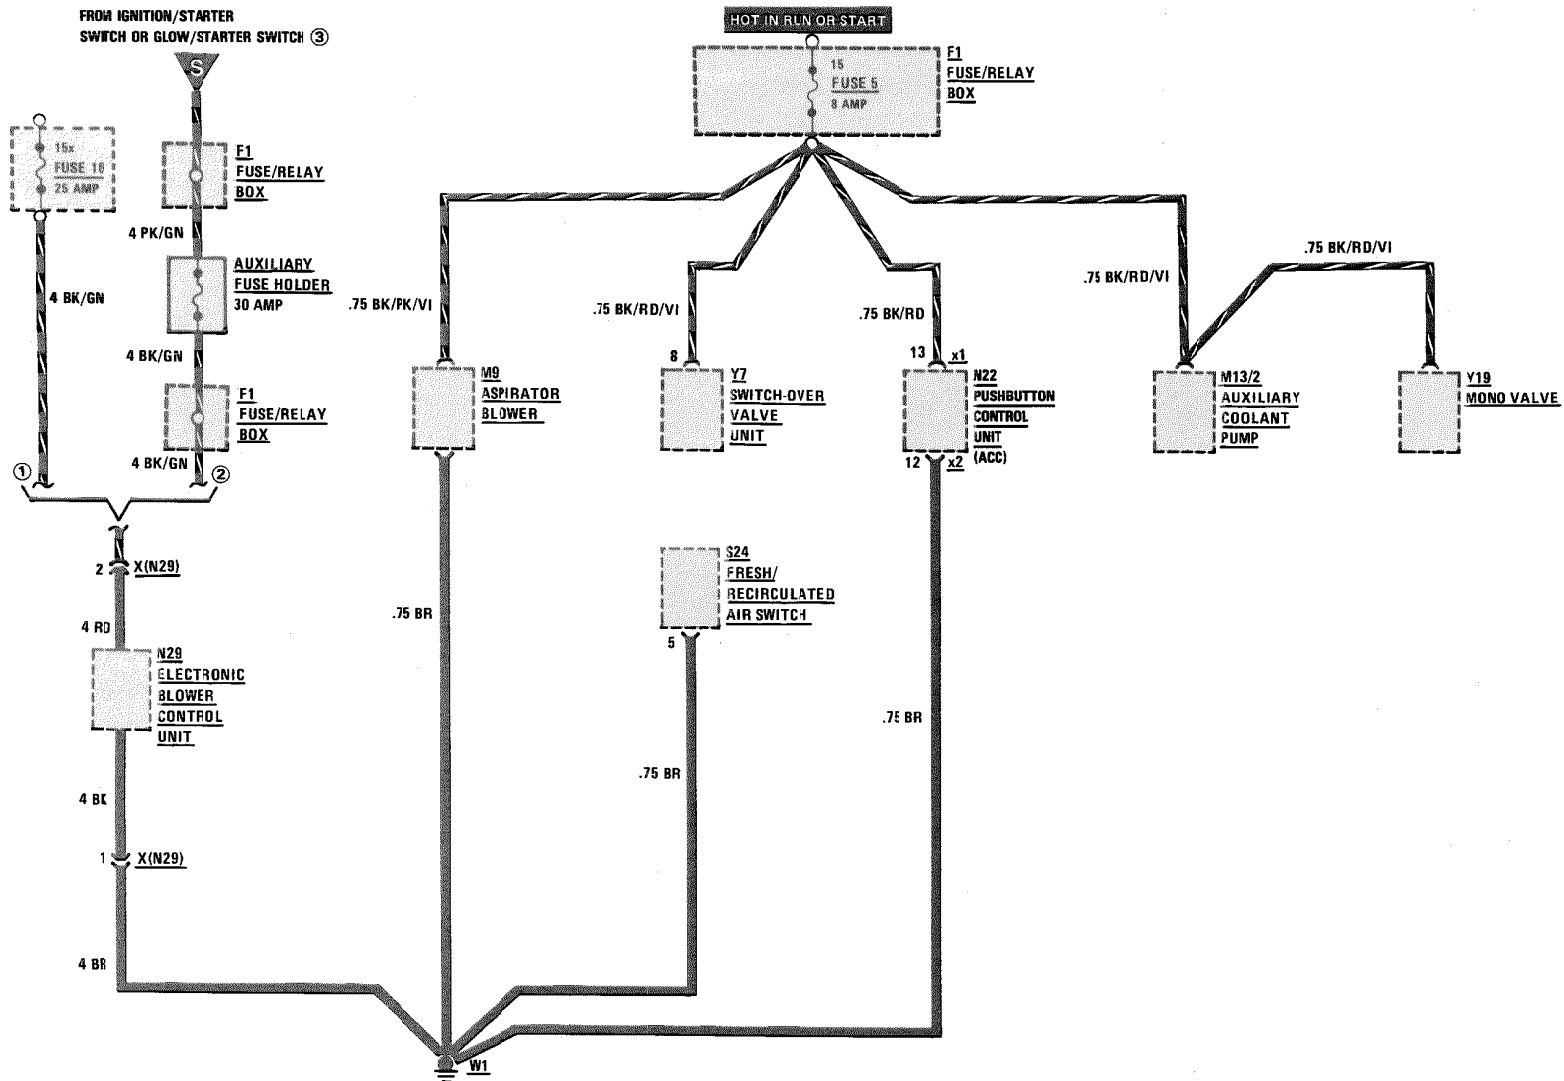 FROM IGNITION/STARTER
SWITCH OR GLOW/STARTER SWITCH ③
S
15x
FUSE 16
25 AMP
F1
FUSE/RELAY
BOX
4 PK/GN
AUXILIARY
FUSE HOLDER
30 AMP
4 BK/GN
4 BK/GN
F1
FUSE/RELAY
BOX
4 BK/GN
①
②
2
X(N29)
4 RD
N29
ELECTRONIC
BLOWER
CONTROL
UNIT
4 BK
1
X(N29)
4 BR
HOT IN RUN OR START
15
FUSE 5
8 AMP
F1
FUSE/RELAY
BOX
.75 BK/PK/VI
.75 BK/RD/VI
.75 BK/RD
.75 BK/RD/VI
.75 BK/RD/VI
M9
ASPIRATOR
BLOWER
8
Y7
SWITCH-OVER
VALVE
UNIT
13
x1
N22
PUSHBUTTON
CONTROL
UNIT
(ACC)
12
x2
M13/2
AUXILIARY
COOLANT
PUMP
Y19
MONO VALVE
S24
FRESH/
RECIRCULATED
AIR SWITCH
5
.75 BR
.75 BR
.75 BR
W1